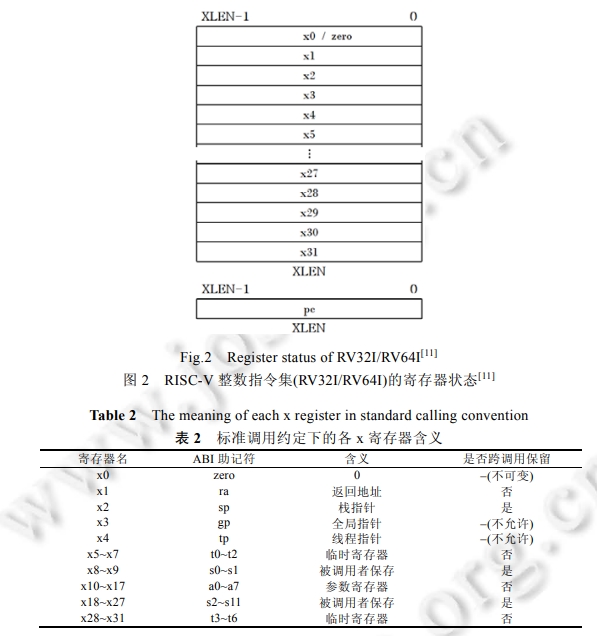 XLEN-1 0
x0 / zero
x1
x2
x3
x4
x5
⋮
x27
x28
x29
x30
x31
XLEN
XLEN-1 0
pc
XLEN
Fig.2 Register status of RV32I/RV64I[11]
图 2 RISC-V 整数指令集(RV32I/RV64I)的寄存器状态[11]
Table 2 The meaning of each x register in standard calling convention
表 2 标准调用约定下的各 x 寄存器含义
寄存器名 ABI 助记符 含义 是否跨调用保留
x0 zero 0 –(不可变)
x1 ra 返回地址 否
x2 sp 栈指针 是
x3 gp 全局指针 –(不允许)
x4 tp 线程指针 –(不允许)
x5~x7 t0~t2 临时寄存器 否
x8~x9 s0~s1 被调用者保存 是
x10~x17 a0~a7 参数寄存器 否
x18~x27 s2~s11 被调用者保存 是
x28~x31 t3~t6 临时寄存器 否